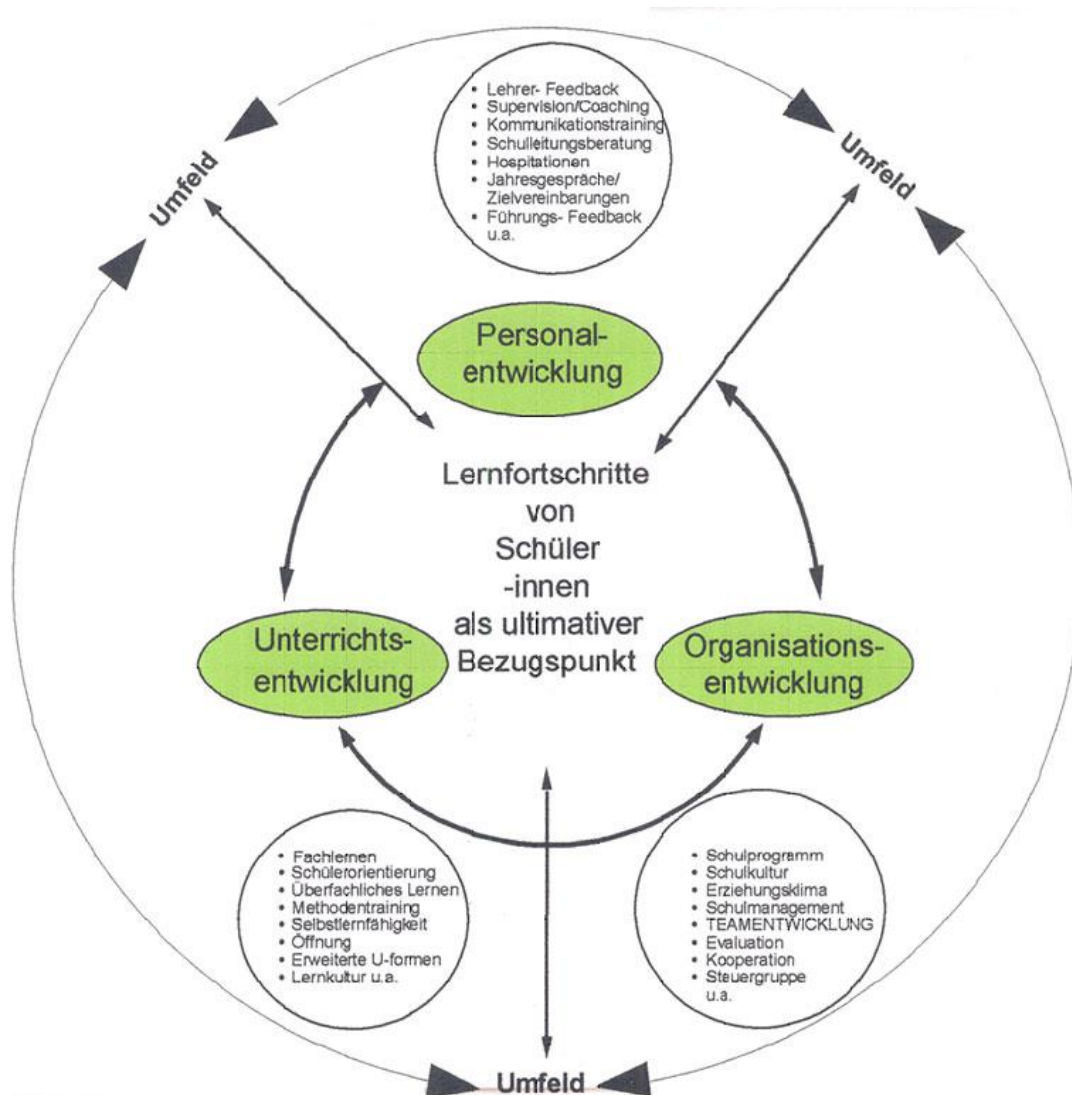 • Lehrer- Feedback
• Supervision/Coaching
• Kommunikationstraining
• Schulleitungsberatung
• Hospitationen
• Jahresgespräche/
Zielvereinbarungen
• Führungs- Feedback
u.a.
Umfeld
Umfeld
Personal-
entwicklung
Lernfortschritte
von
Schüler
-innen
als ultimativer
Bezugspunkt
Unterrichts-
entwicklung
Organisations-
entwicklung
• Fachlernen
• Schülerorientierung
• Überfachliches Lernen
• Methodentraining
• Selbstlernfähigkeit
• Öffnung
• Erweiterte U-formen
• Lernkultur u.a.
• Schulprogramm
• Schulkultur
• Erziehungsklima
• Schulmanagement
• TEAMENTWICKLUNG
• Evaluation
• Kooperation
• Steuergruppe
u.a.
Umfeld